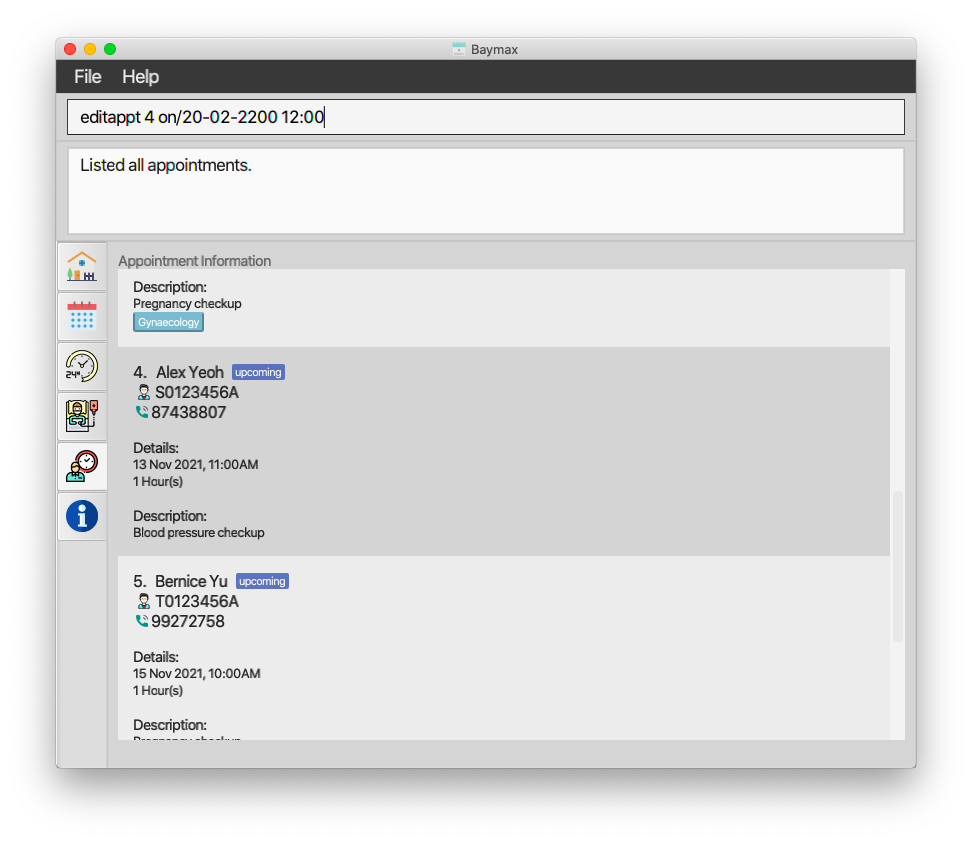 Baymax
File Help
editappt 4 on/20-02-2200 12:00
Listed all appointments.
Appointment Information
Description:
Pregnancy checkup
Gynaecology
4. Alex Yeoh upcoming
S0123456A
87438807
Details:
13 Nov 2021, 11:00AM
1 Hour(s)
Description:
Blood pressure checkup
5. Bernice Yu upcoming
T0123456A
99272758
Details:
15 Nov 2021, 10:00AM
1 Hour(s)
Description:
Pregnancy checkup